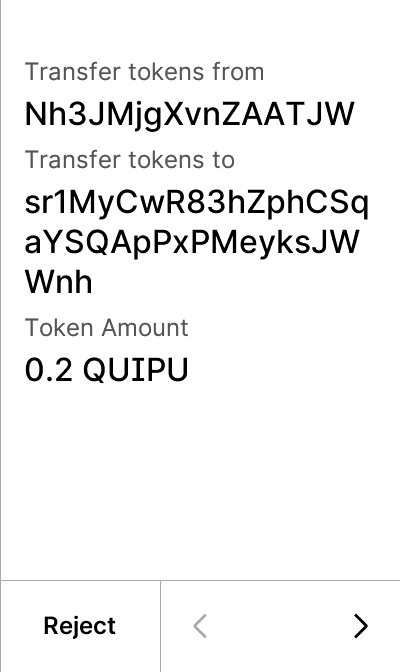 Transfer tokens from
Nh3JMjgXvnZAATJW
Transfer tokens to
sr1MyCwR83hZphCSq
aYSQApPxPMeyksJW
Wnh
Token Amount
0.2 QUIPU
Reject